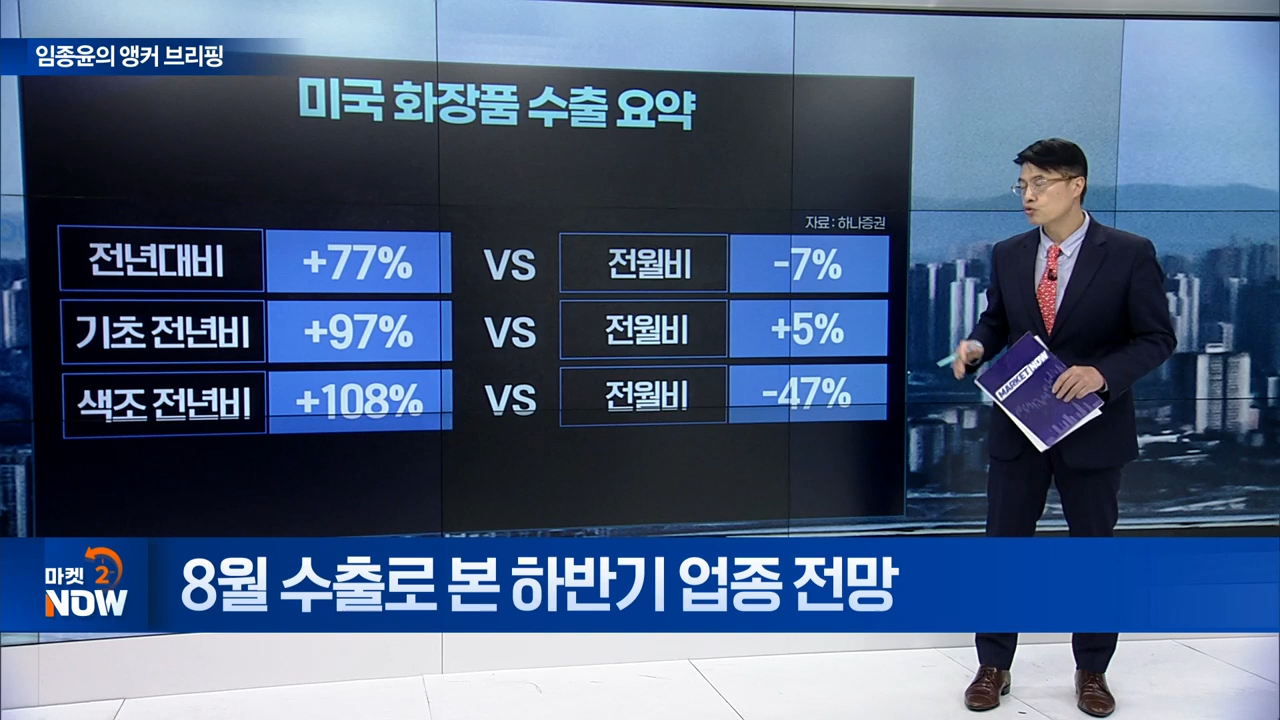 임종윤의 앵커 브리핑
미국 화장품 수출 요약
자료 : 하나증권
전년대비 +77% VS 전월비 -7%
기초 전년비 +97% VS 전월비 +5%
색조 전년비 +108% VS 전월비 -47%
MARKET NOW
마켓 2
NOW
8월 수출로 본 하반기 업종 전망